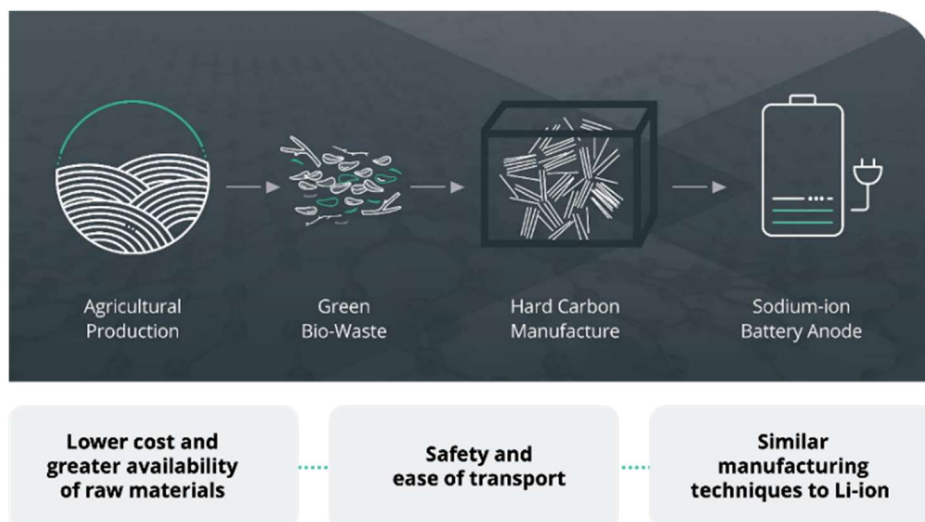 Agricultural
Production
Green
Bio-Waste
Hard Carbon
Manufacture
Sodium-ion
Battery Anode
Lower cost and
greater availability
of raw materials
Safety and
ease of transport
Similar
manufacturing
techniques to Li-ion